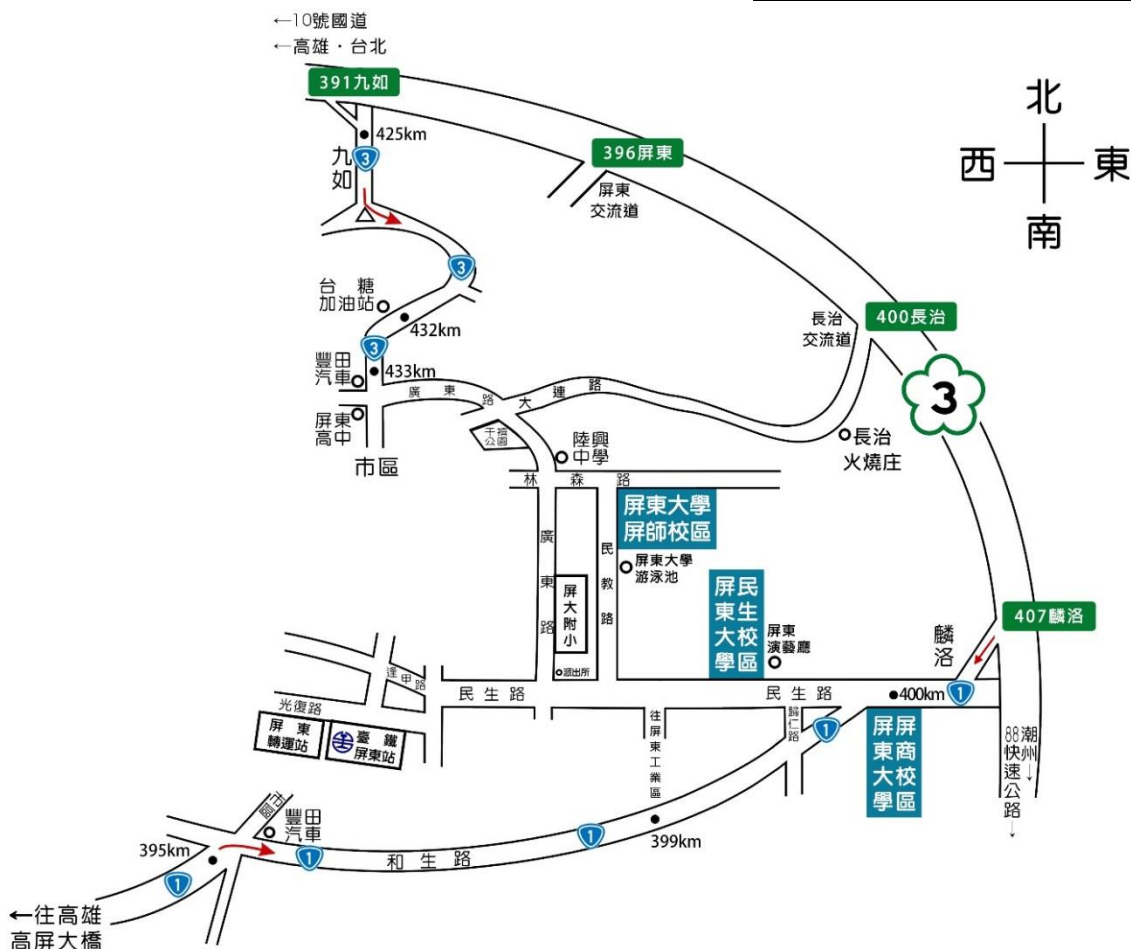 ←10號國道
←高雄・台北
391九如
425km
3
九如
396屏東
屏東
交流道
北
西
東
南
3
台糖
加油站
432km
3
433km
豐田
汽車
屏東
高中
市區
廣東路
大連路
千禧
公園
長治
交流道
400長治
3
長治
火燒庄
陸興
中學
林森路
屏東大學
屏師校區
屏東大學
游泳池
廣東路
民教路
屏大附小
派出所
屏東大學
民生校區
屏東
演藝廳
麟洛
407麟洛
1
400km
民生路
民生路
逢甲路
光復路
屏東
轉運站
臺鐵
屏東站
往屏東工業區
歸仁路
1
屏東大學
屏商校區
潮州↓
88快速公路↓
市區
豐田
汽車
395km
1
1
和生路
1
399km
←往高雄
高屏大橋